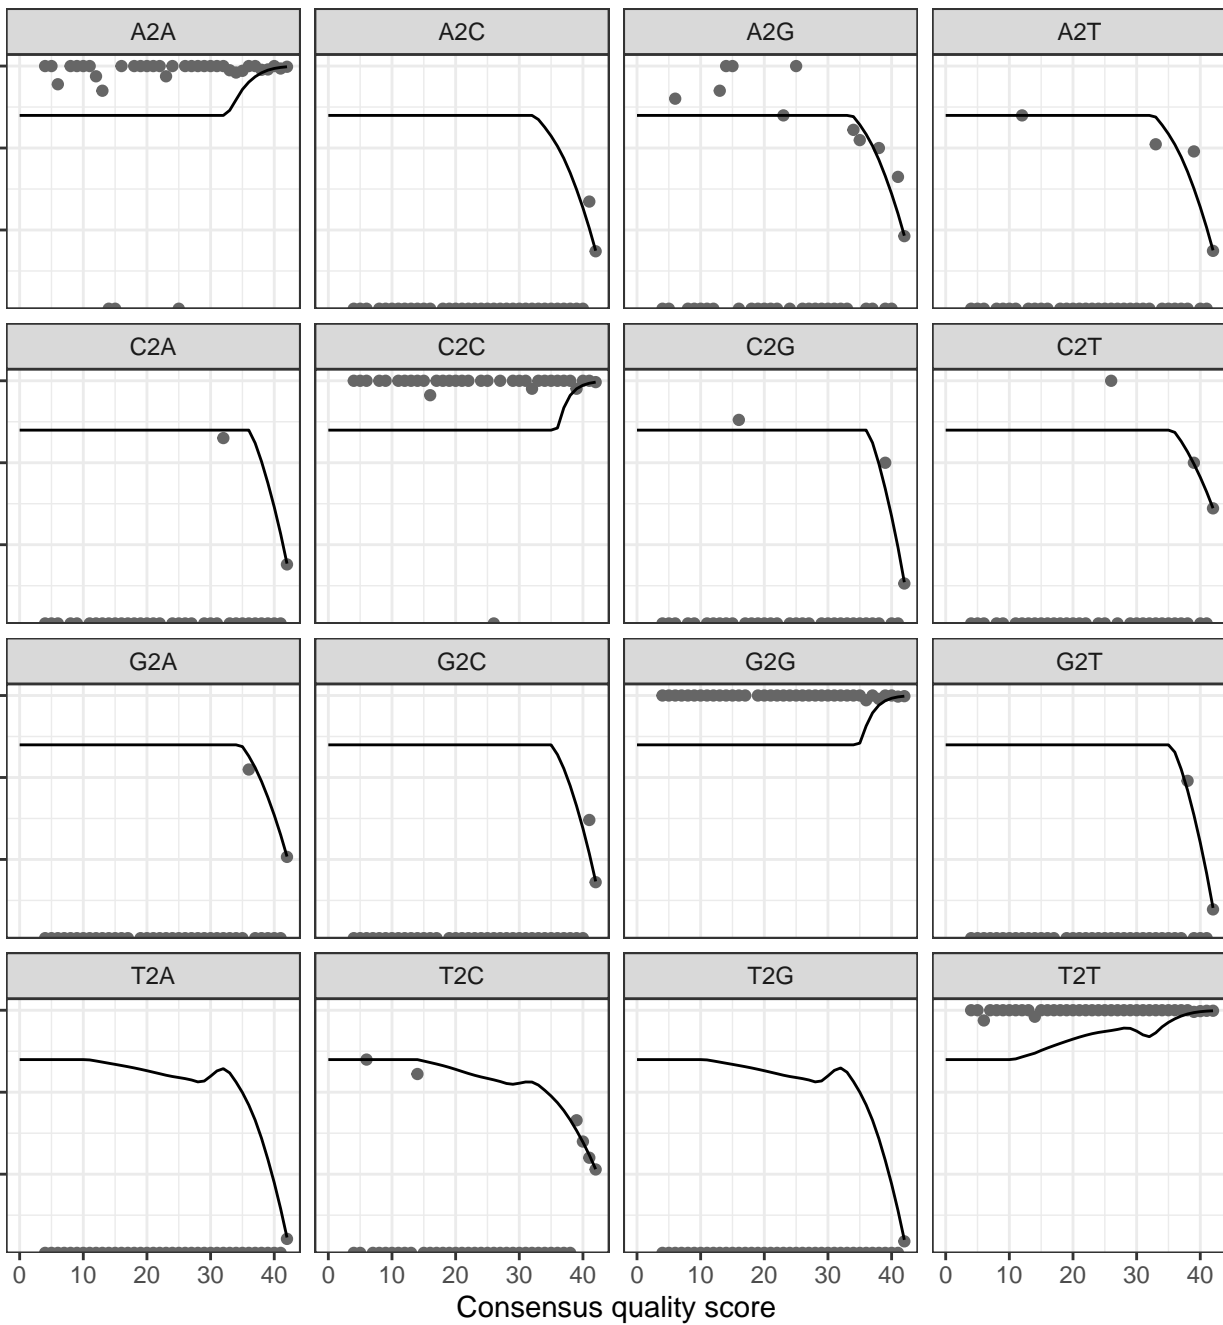 A2A A2C A2G A2T
C2A C2C C2G C2T
G2A G2C G2G G2T
T2A T2C T2G T2T
0 10 20 30 40 0 10 20 30 40 0 10 20 30 40 0 10 20 30 40
Consensus quality score